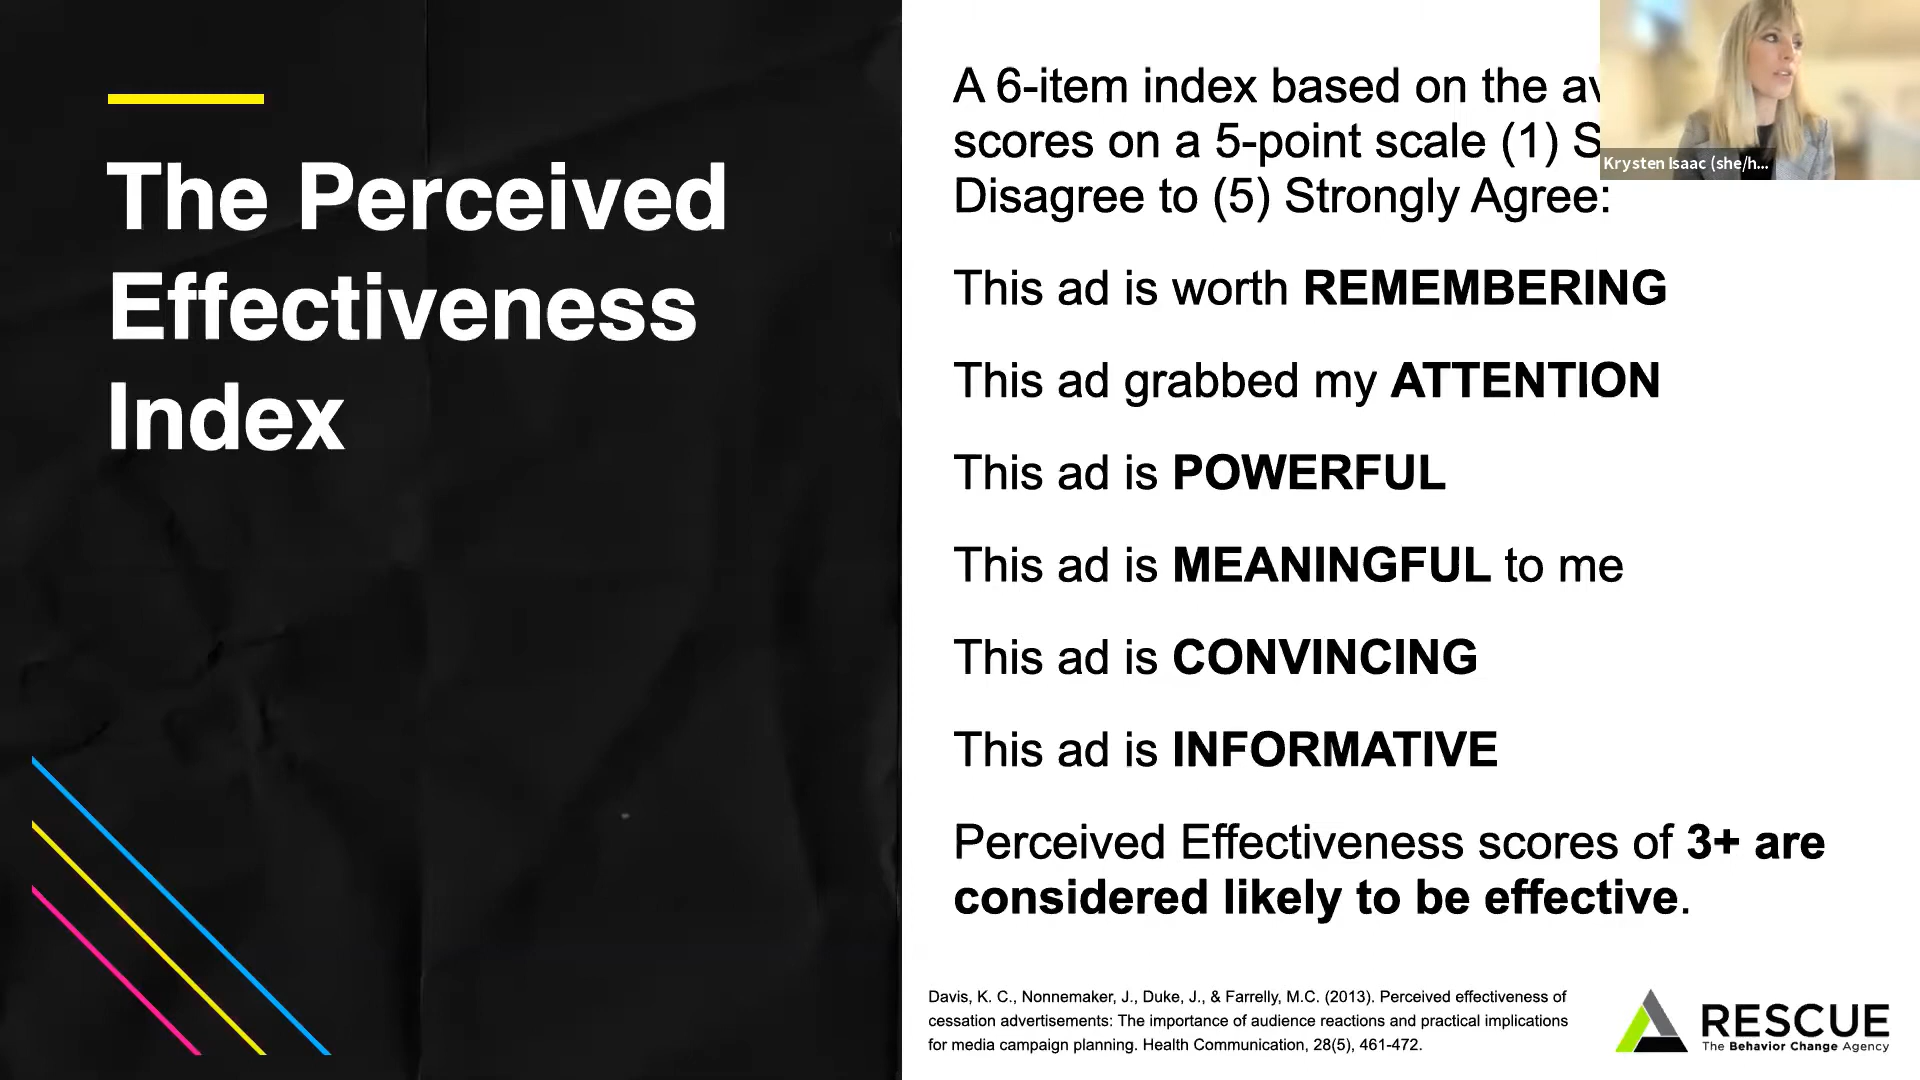 The Perceived
Effectiveness
Index
A 6-item index based on the
scores on a 5-point scale (1)
Disagree to (5) Strongly Agree:
This ad is worth REMEMBERING
This ad grabbed my ATTENTION
This ad is POWERFUL
This ad is MEANINGFUL to me
This ad is CONVINCING
This ad is INFORMATIVE
Perceived Effectiveness scores of 3+ are
considered likely to be effective.
Krysten Isaac (she/h...
Davis, K. C., Nonnemaker, J., Duke, J., & Farrelly, M.C. (2013). Perceived effectiveness of
cessation advertisements: The importance of audience reactions and practical implications
for media campaign planning. Health Communication, 28(5), 461-472.
RESCUE
The Behavior Change Agency